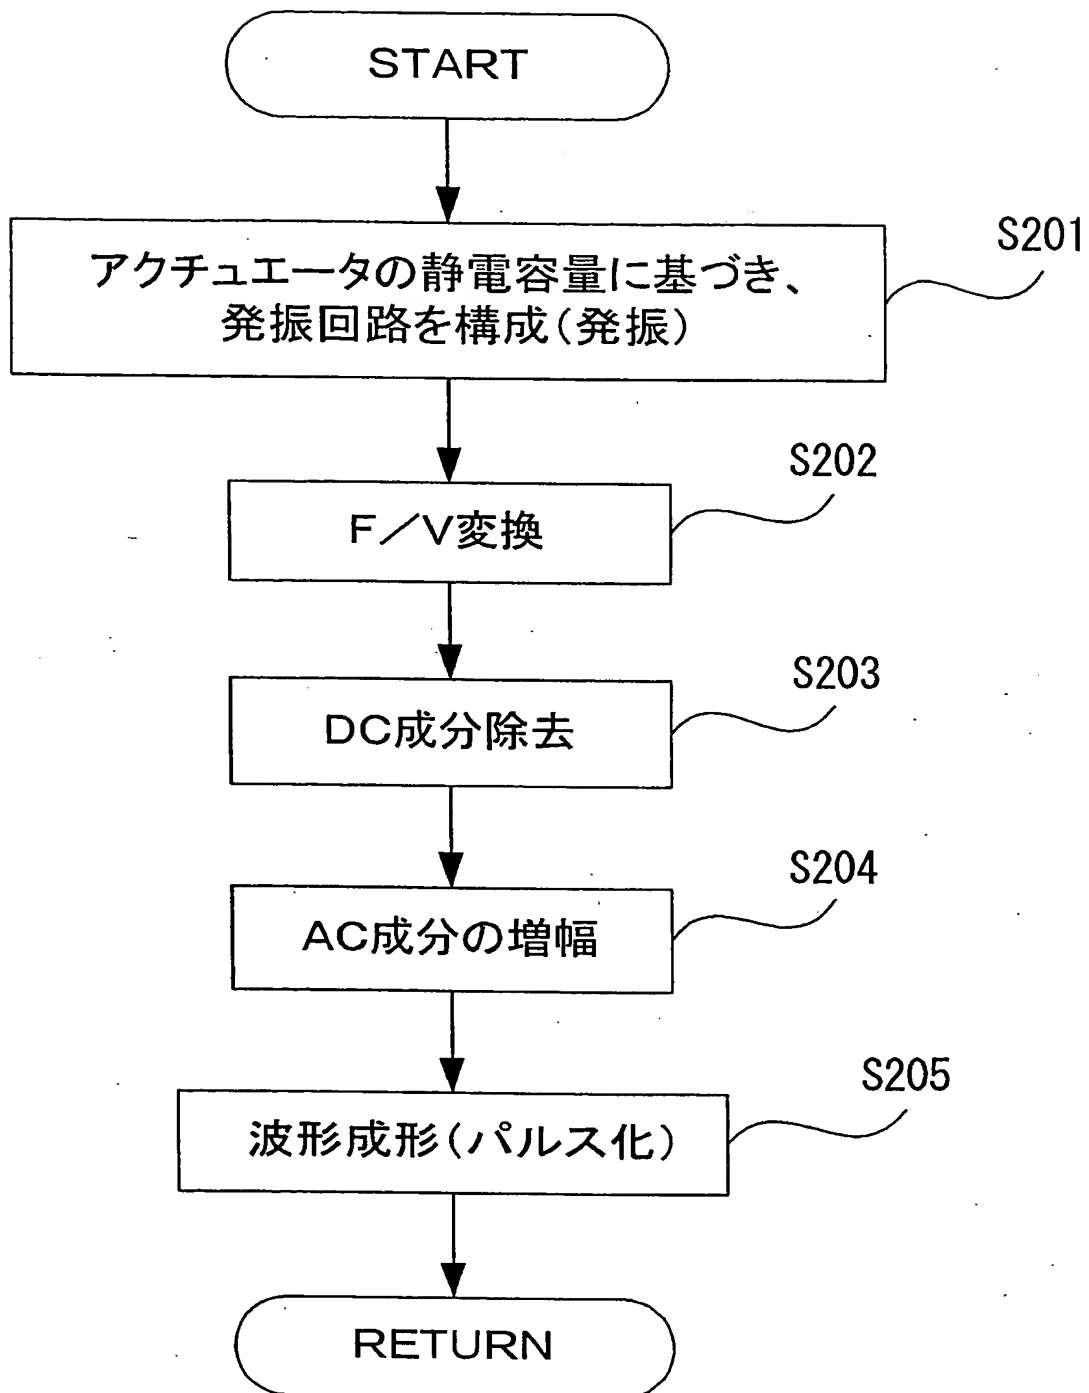 START
S201
アクチュエータの静電容量に基づき、
発振回路を構成(発振)
S202
F/V変換
S203
DC成分除去
S204
AC成分の増幅
S205
波形成形(パルス化)
RETURN